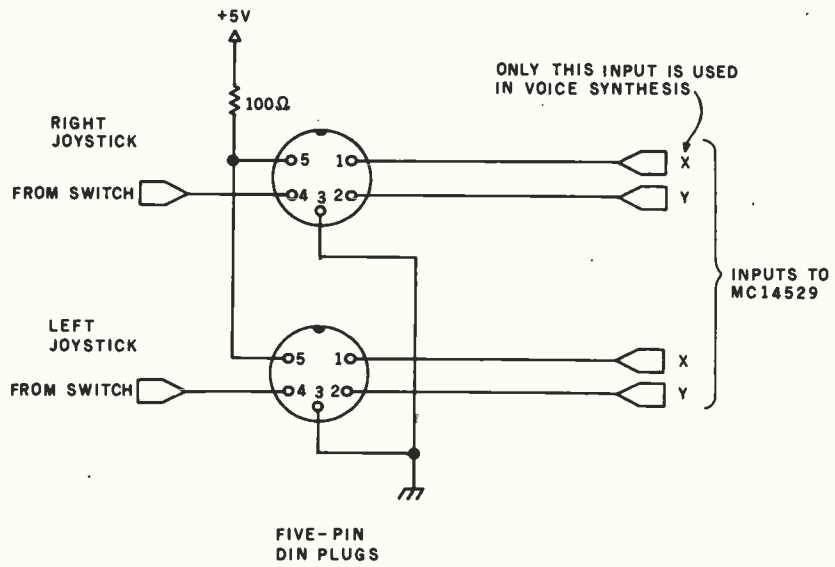 +5V
100Ω
ONLY THIS INPUT IS USED
IN VOICE SYNTHESIS
RIGHT
JOYSTICK
5 1
X
FROM SWITCH
4 3 2
Y
INPUTS TO
MC14529
LEFT
JOYSTICK
5 1
X
FROM SWITCH
4 3 2
Y
FIVE-PIN
DIN PLUGS